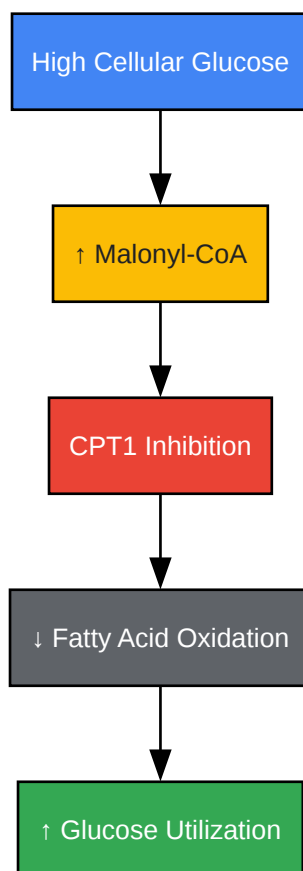 High Cellular Glucose
↑ Malonyl-CoA
CPT1 Inhibition
↓ Fatty Acid Oxidation
↑ Glucose Utilization